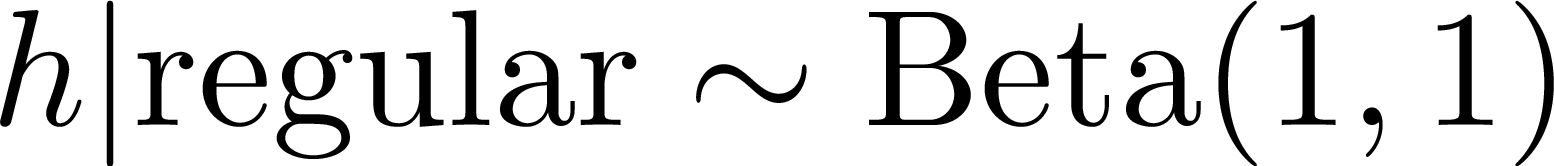 h|regular ∼ Beta(1, 1)